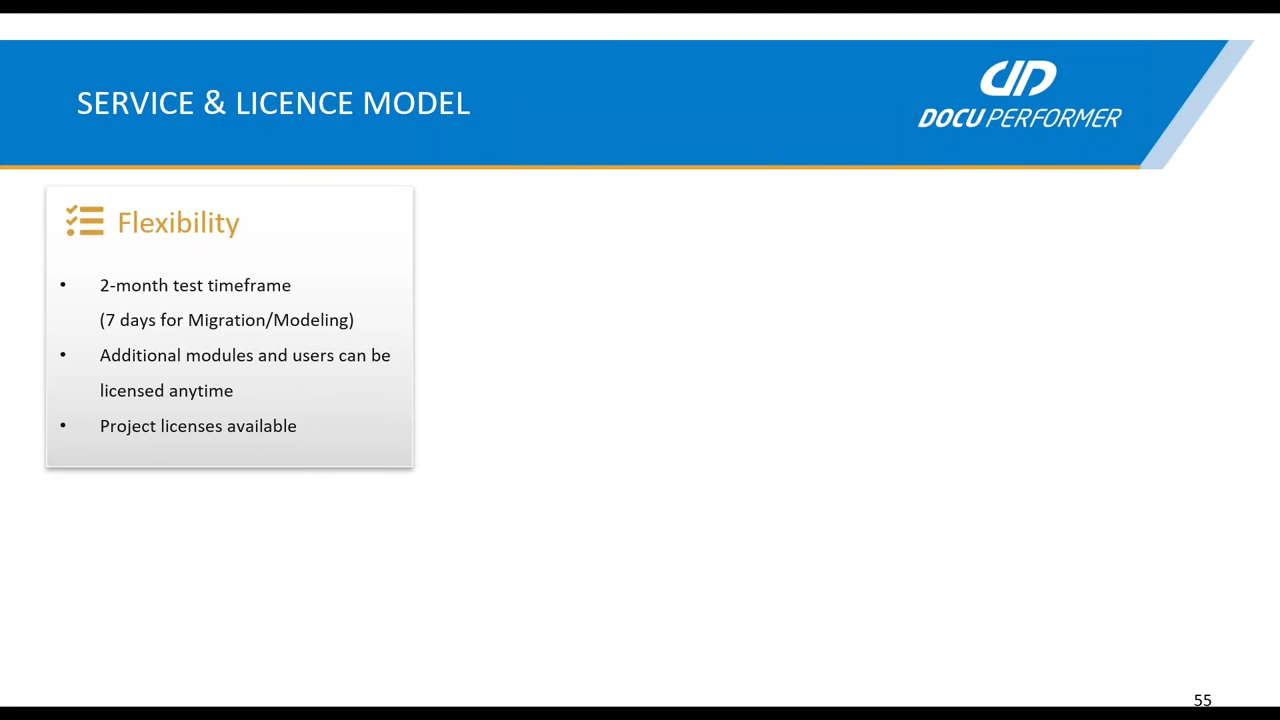 SERVICE & LICENCE MODEL
DOCU PERFORMER
Flexibility
• 2-month test timeframe
(7 days for Migration/Modeling)
• Additional modules and users can be
licensed anytime
• Project licenses available
55